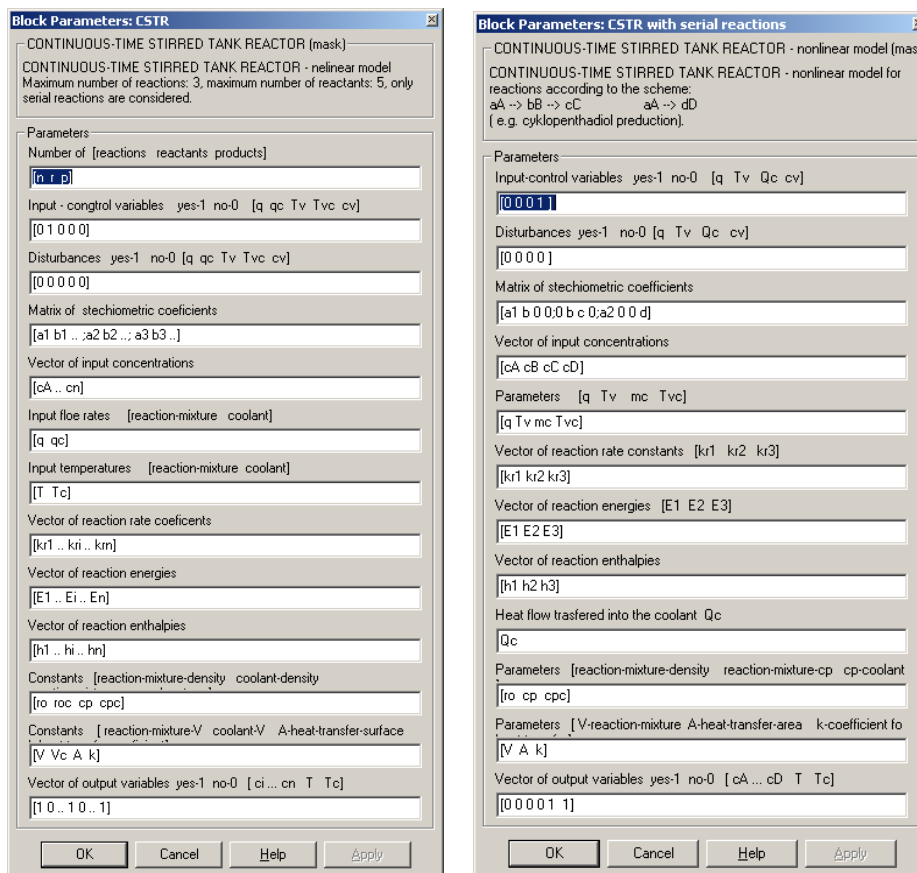 Block Parameters: CSTR
CONTINUOUS-TIME STIRRED TANK REACTOR (mask)
CONTINUOUS-TIME STIRRED TANK REACTOR - nelinear model
Maximum number of reactions: 3, maximum number of reactants: 5, only
serial reactions are considered.
Parameters
Number of [reactions reactants products]
[n r p]
Input - congtrol variables yes-1 no-0 [q qc Tv Tvc cv]
[0 1 0 0 0]
Disturbances yes-1 no-0 [q qc Tv Tvc cv]
[0 0 0 0 0]
Matrix of stechiometric coeficients
[a1 b1 .. ;a2 b2 ..; a3 b3 ..]
Vector of input concentrations
[cA .. cn]
Input floe rates [reaction-mixture coolant]
[q qc]
Input temperatures [reaction-mixture coolant]
[T Tc]
Vector of reaction rate coeficents
[kr1 .. kri .. krn]
Vector of reaction energies
[E1 .. Ei .. En]
Vector of reaction enthalpies
[h1 .. hi .. hn]
Constants [reaction-mixture-density coolant-density
[ro roc cp cpc]
Constants [ reaction-mixture-V coolant-V A-heat-transfer-surface
[V Vc A k]
Vector of output variables yes-1 no-0 [ ci ... cn T Tc]
[1 0 .. 1 0 .. 1]
OK Cancel Help Apply
Block Parameters: CSTR with serial reactions
CONTINUOUS-TIME STIRRED TANK REACTOR - nonlinear model (mas
CONTINUOUS-TIME STIRRED TANK REACTOR - nonlinear model for
reactions according to the scheme:
aA --> bB --> cC aA --> dD
( e.g. cyklopenthadiol preduction).
Parameters
Input-control variables yes-1 no-0 [q Tv Qc cv]
[0 0 0 1 ]
Disturbances yes-1 no-0 [q Tv Qc cv]
[0 0 0 0 ]
Matrix of stechiometric coefficients
[a1 b 0 0;0 b c 0;a2 0 0 d]
Vector of input concentrations
[cA cB cC cD]
Parameters [q Tv mc Tvc]
[q Tv mc Tvc]
Vector of reaction rate constants [kr1 kr2 kr3]
[kr1 kr2 kr3]
Vector of reaction energies [E1 E2 E3]
[E1 E2 E3]
Vector of reaction enthalpies
[h1 h2 h3]
Heat flow trasfered into the coolant Qc
Qc
Parameters [reaction-mixture-density reaction-mixture-cp cp-coolant
[ro cp cpc]
Parameters [ V-reaction-mixture A-heat-transfer-area k-coefficient fo
[V A k]
Vector of output variables yes-1 no-0 [ cA ... cD T Tc]
[0 0 0 0 1 1]
OK Cancel Help Apply